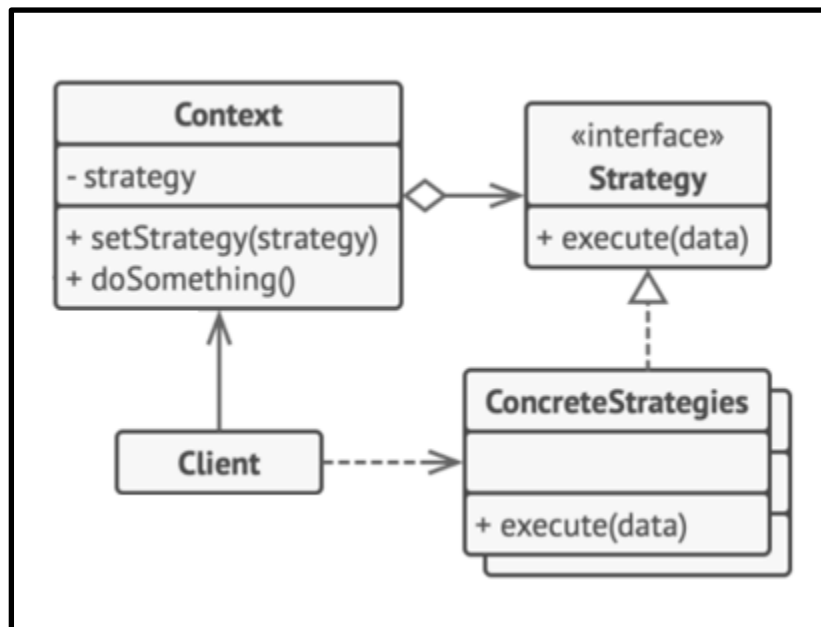 Context
- strategy
+ setStrategy(strategy)
+ doSomething()
«interface»
Strategy
+ execute(data)
Client
ConcreteStrategies
+ execute(data)